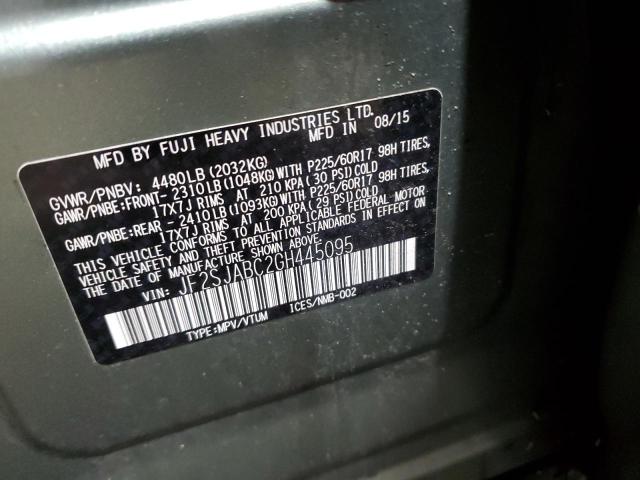 MFD BY FUJI HEAVY INDUSTRIES LTD.
MFD IN 08/15
GVWR/PNBV: 4480LB(2032KG)
GAWR/PNBE:FRONT- 2310LB(1048KG)WITH P225/60R17 98H TIRES,
17X7J RIMS AT 210 KPA(30 PSI)COLD
GAWR/PNBE:REAR - 2410LB(1093KG)WITH P225/60R17 98H TIRES,
17X7J RIMS AT 200 KPA(29 PSI)COLD
THIS VEHICLE CONFORMS TO ALL APPLICABLE FEDERAL MOTOR
VEHICLE SAFETY AND THEFT PREVENTION STANDARDS IN EFFECT ON
THE DATE OF MANUFACTURE SHOWN ABOVE.
VIN: JF2SJABC2GH445095
TYPE:MPV/VTUM ICES/NMB-002